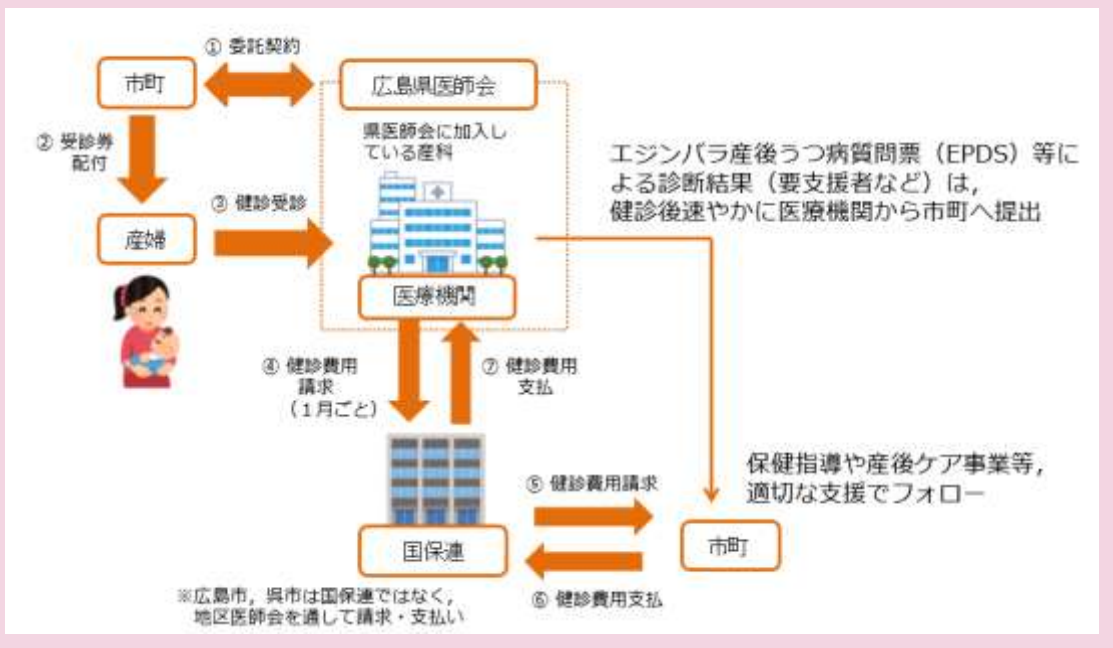 ① 委託契約
市町
広島県医師会
② 受診券
配付
県医師会に加入し
ている産科
エジンバラ産後うつ病質問票（EPDS）等に
よる診断結果（要支援者など）は，
健診後速やかに医療機関から市町へ提出
③ 健診受診
産婦
医療機関
④ 健診費用
請求
（１月ごと）
⑦ 健診費用
支払
保健指導や産後ケア事業等，
適切な支援でフォロー
⑤ 健診費用請求
国保連
市町
⑥ 健診費用支払
※広島市，呉市は国保連ではなく，
地区医師会を通して請求・支払い